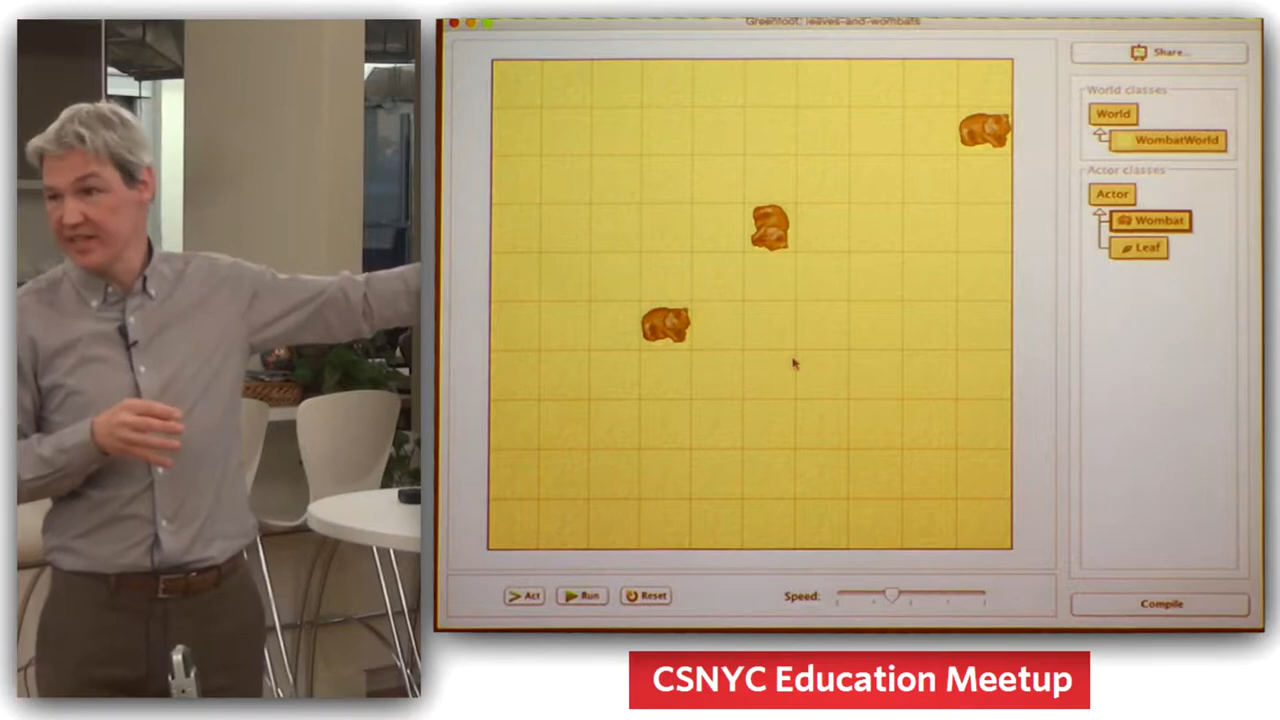 Greenfoot: leaves-and-wombats
Share...
World classes
World
WombatWorld
Actor classes
Actor
Wombat
Leaf
Act
Run
Reset
Speed:
Compile
CSNYC Education Meetup